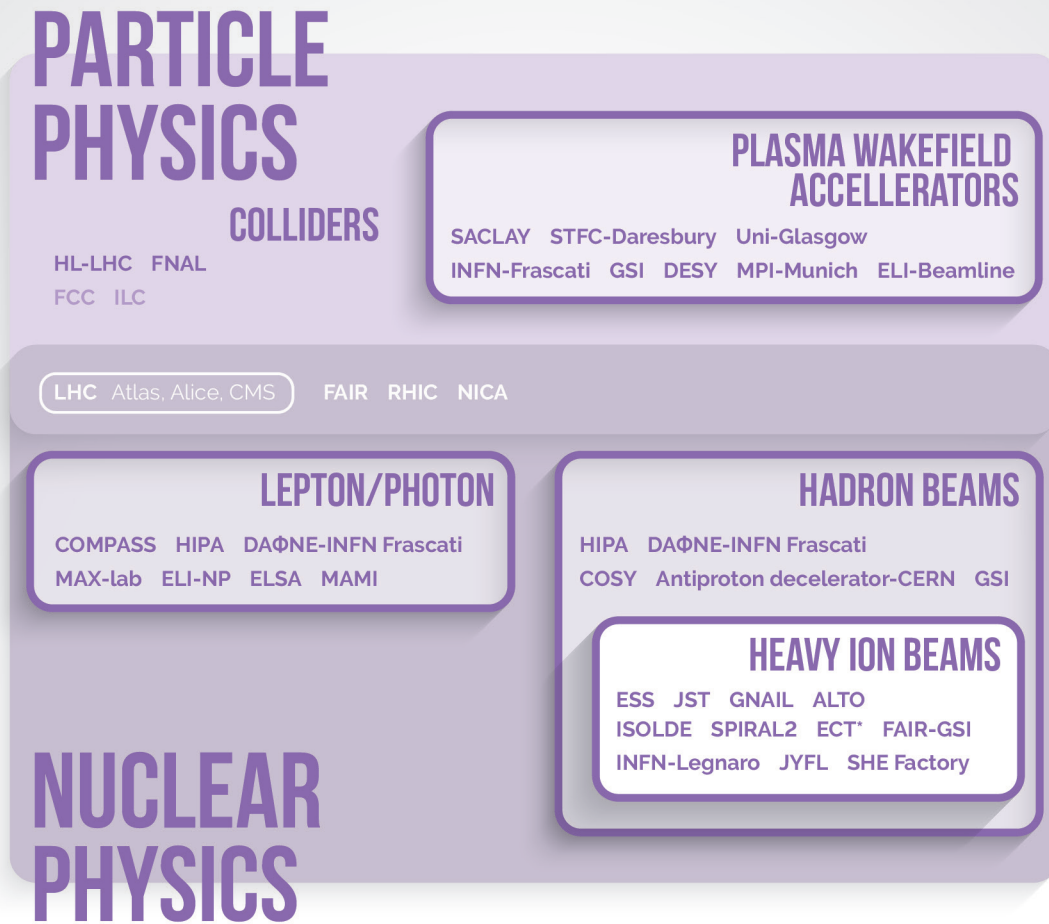 PARTICLE
PHYSICS
COLLIDERS
HL-LHC FNAL
FCC ILC
PLASMA WAKEFIELD
ACCELLERATORS
SACLAY STFC-Daresbury Uni-Glasgow
INFN-Frascati GSI DESY MPI-Munich ELI-Beamline
LHC Atlas, Alice, CMS FAIR RHIC NICA
LEPTON/PHOTON
COMPASS HIPA DAΦNE-INFN Frascati
MAX-lab ELI-NP ELSA MAMI
HADRON BEAMS
HIPA DAΦNE-INFN Frascati
COSY Antiproton decelerator-CERN GSI
HEAVY ION BEAMS
ESS JST GNAIL ALTO
ISOLDE SPIRAL2 ECT* FAIR-GSI
INFN-Legnaro JYFL SHE Factory
NUCLEAR
PHYSICS